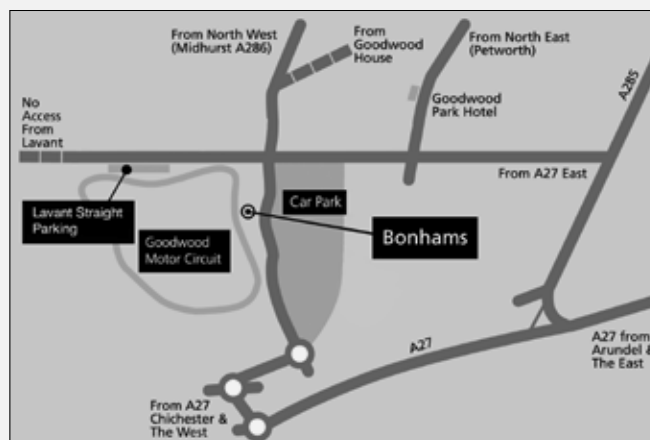 From North West
(Midhurst A286)
From
Goodwood
House
From North East
(Petworth)
A285
No
Access
From
Lavant
Goodwood
Park Hotel
From A27 East
Lavant Straight
Parking
Car Park
Goodwood
Motor Circuit
Bonhams
A27
A27 from
Arundel &
The East
From A27
Chichester &
The West